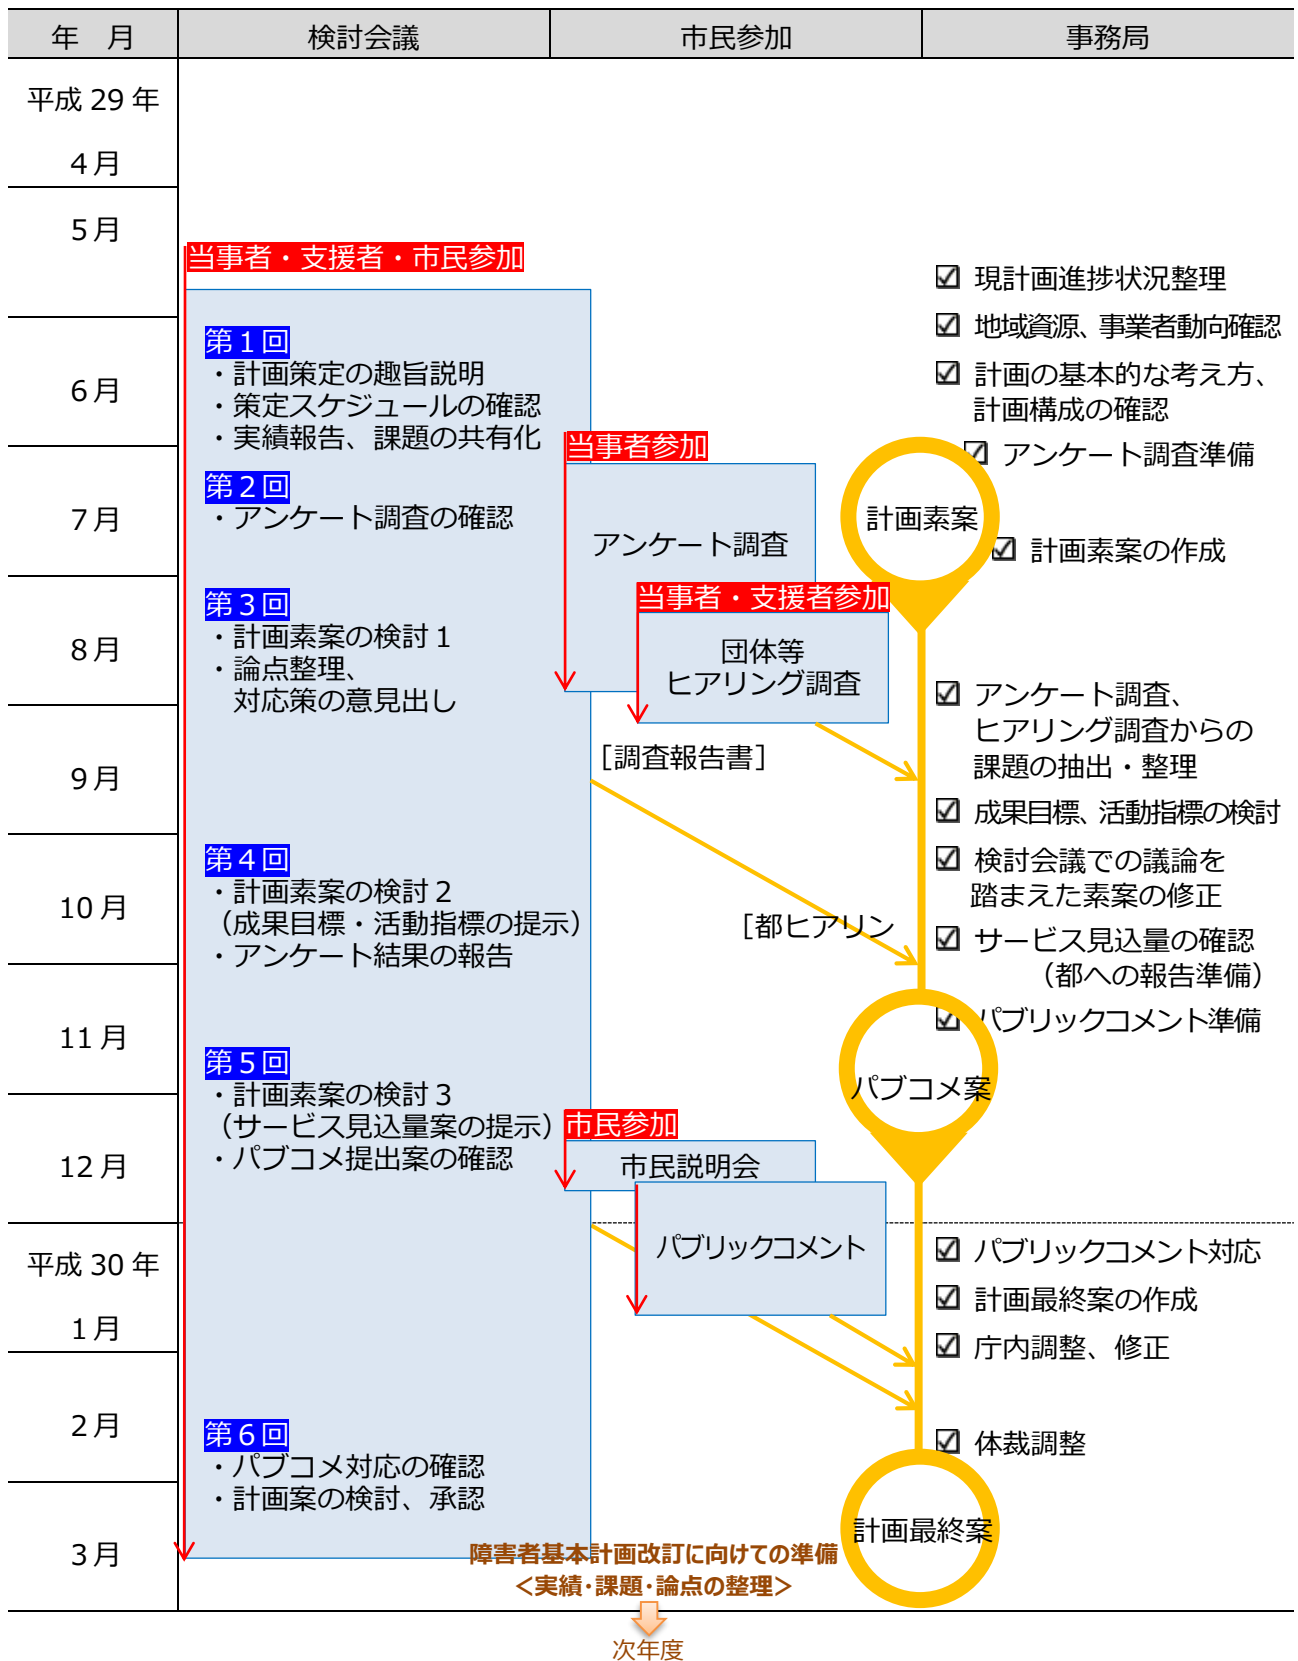 年　月
検討会議
市民参加
事務局
平成 29 年
4月
5月
6月
7月
8月
9月
10 月
11 月
12 月
平成 30 年
1月
2月
3月
当事者・支援者・市民参加
第１回
・計画策定の趣旨説明
・策定スケジュールの確認
・実績報告、課題の共有化
第２回
・アンケート調査の確認
第３回
・計画素案の検討１
・論点整理、
対応策の意見出し
第４回
・計画素案の検討２
（成果目標・活動指標の提示）
・アンケート結果の報告
第５回
・計画素案の検討３
（サービス見込量案の提示）
・パブコメ提出案の確認
第６回
・パブコメ対応の確認
・計画案の検討、承認
当事者参加
アンケート調査
当事者・支援者参加
団体等
ヒアリング調査
［調査報告書］
［都ヒアリン
市民参加
市民説明会
パブリックコメント
計画素案
パブコメ案
計画最終案
☑ 現計画進捗状況整理
☑ 地域資源、事業者動向確認
☑ 計画の基本的な考え方、
計画構成の確認
☑ アンケート調査準備
☑ 計画素案の作成
☑ アンケート調査、
ヒアリング調査からの
課題の抽出・整理
☑ 成果目標、活動指標の検討
☑ 検討会議での議論を
踏まえた素案の修正
☑ サービス見込量の確認
（都への報告準備）
☑ パブリックコメント準備
☑ パブリックコメント対応
☑ 計画最終案の作成
☑ 庁内調整、修正
☑ 体裁調整
障害者基本計画改訂に向けての準備
＜実績・課題・論点の整理＞
次年度